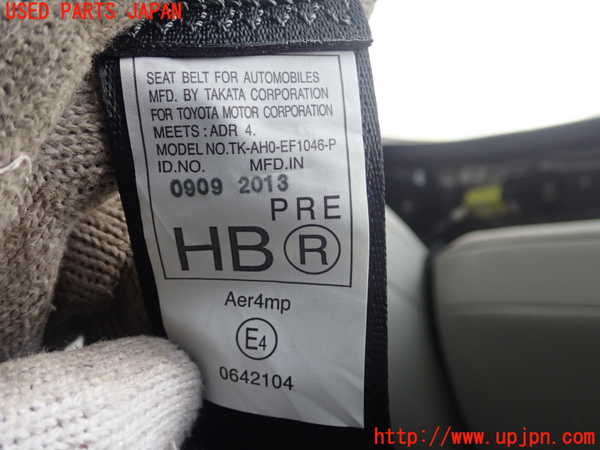 USED PARTS JAPAN
SEAT BELT FOR AUTOMOBILES
MFD. BY TAKATA CORPORATION
FOR TOYOTA MOTOR CORPORATION
MEETS: ADR 4.
MODEL NO. TK-AH0-EF1046-P
ID.NO. MFD.IN
0909 2013
PRE
HB R
Aer4mp
E4
0642104
http://www.upjpn.com/